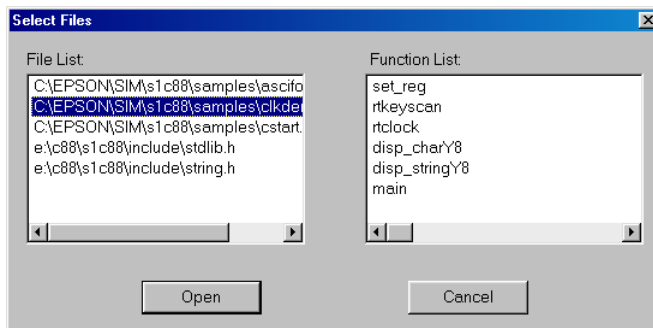 Select Files
File List:
C:\EPSON\SIM\s1c88\samples\ascifo
C:\EPSON\SIM\s1c88\samples\clkde
C:\EPSON\SIM\s1c88\samples\cstart.
e:\c88\s1c88\include\stdlib.h
e:\c88\s1c88\include\string.h
Function List:
set_reg
rtkeyscan
rtclock
disp_charY8
disp_stringY8
main
Open
Cancel